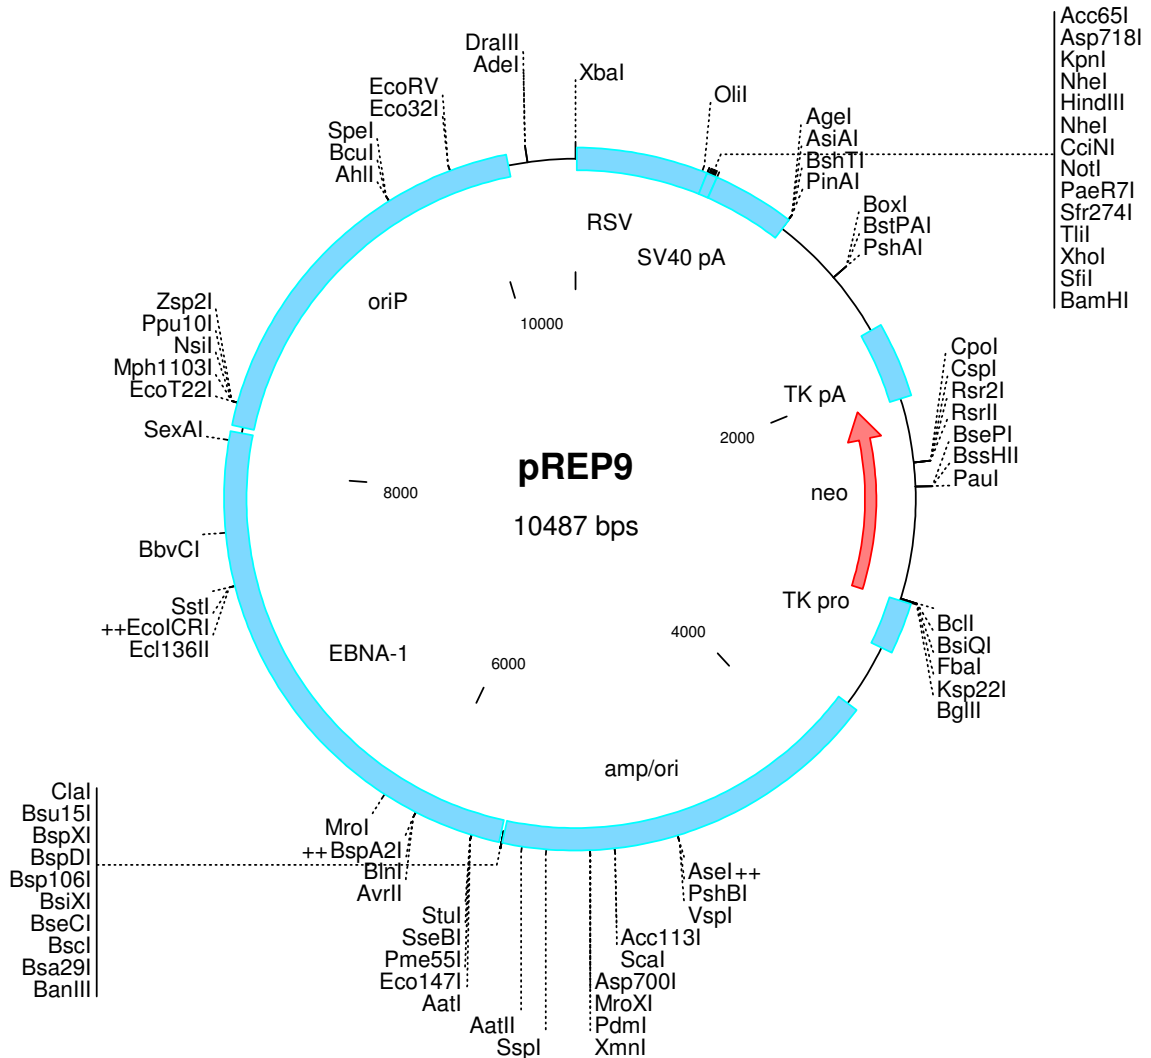 DraIII
AdeI
XbaI
EcoRV
Eco32I
SpeI
BcuI
AhlI
OliI
AgeI
AsiAI
BshTI
PinAI
Acc65I
Asp718I
KpnI
NheI
HindIII
NheI
CciNI
NotI
PaeR7I
Sfr274I
TliI
XhoI
SfiI
BamHI
BoxI
BstPAI
PshAI
RSV
SV40 pA
oriP
10000
Zsp2I
Ppu10I
NsiI
Mph1103I
EcoT22I
SexAI
CpoI
CspI
Rsr2I
RsrII
BsePI
BssHII
PauI
TK pA
2000
neo
pREP9
10487 bps
8000
BbvCI
SstI
++EcoICRI
Ecl136II
TK pro
BclI
BsiQI
FbaI
Ksp22I
BglII
4000
EBNA-1
6000
amp/ori
ClaI
Bsu15I
BspXI
BspDI
Bsp106I
BsiXI
BseCI
BscI
Bsa29I
BanIII
MroI
++BspA2I
BlnI
AvrII
StuI
SseBI
Pme55I
Eco147I
AatI
AatII
SspI
AseI++
PshBI
VspI
Acc113I
ScaI
Asp700I
MroXI
PdmI
XmnI